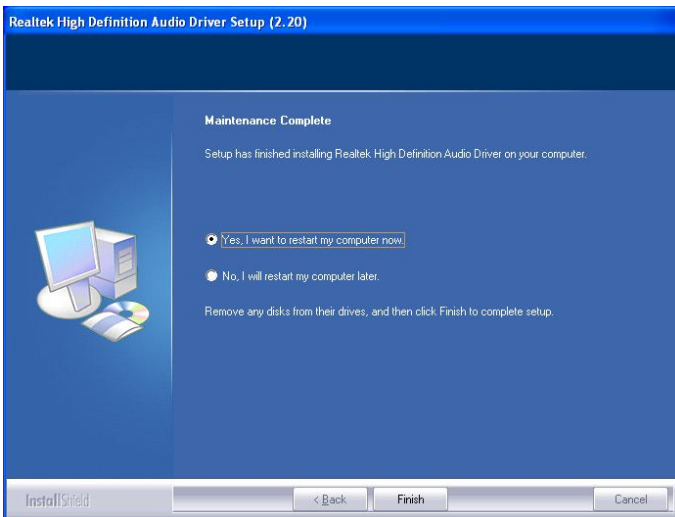 Realtek High Definition Audio Driver Setup (2.20)
Maintenance Complete
Setup has finished installing Realtek High Definition Audio Driver on your computer.
Yes, I want to restart my computer now.
No, I will restart my computer later.
Remove any disks from their drives, and then click Finish to complete setup.
InstallShield
< Back
Finish
Cancel